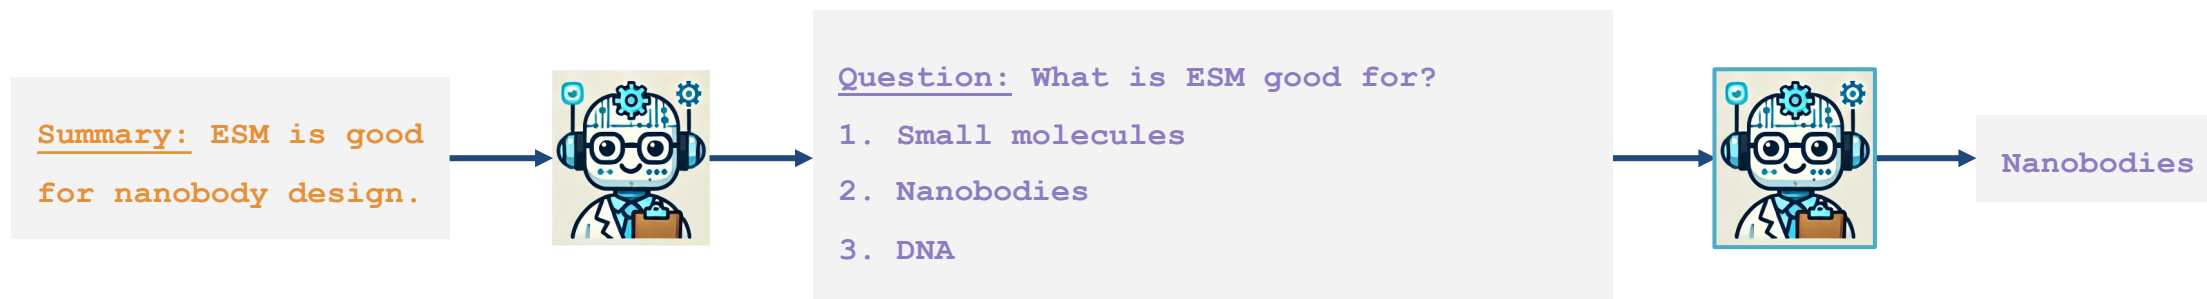 Summary: ESM is good
for nanobody design.
Question: What is ESM good for?
1. Small molecules
2. Nanobodies
3. DNA
Nanobodies